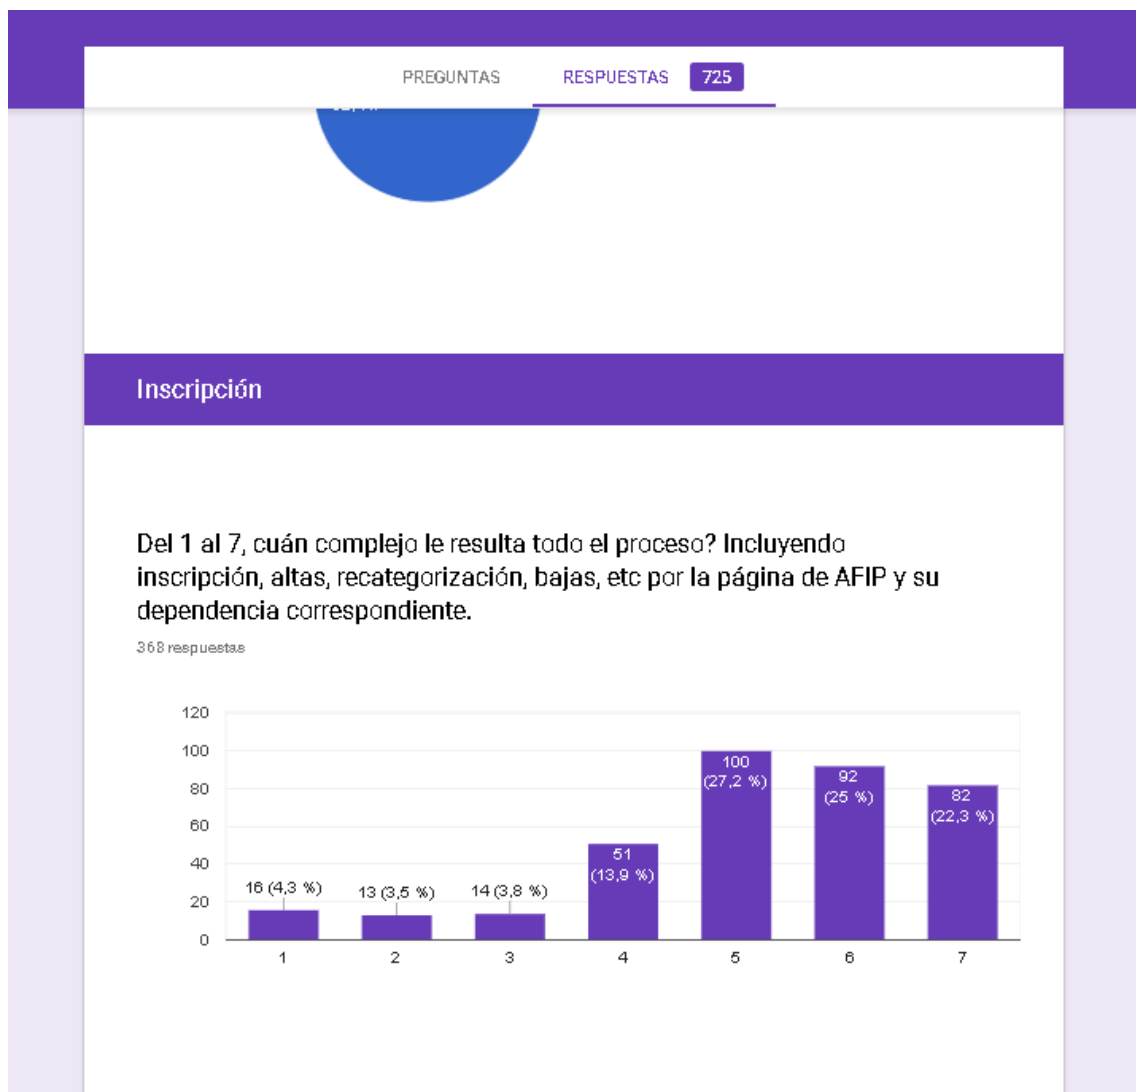 PREGUNTAS RESPUESTAS 725
Inscripción
Del 1 al 7, cuán complejo le resulta todo el proceso? Incluyendo
inscripción, altas, recategorización, bajas, etc por la página de AFIP y su
dependencia correspondiente.
368 respuestas
120
100
80
60
40
20
0
16 (4,3 %)
13 (3,5 %)
14 (3,8 %)
51
(13,9 %)
100
(27,2 %)
92
(25 %)
82
(22,3 %)
1 2 3 4 5 6 7